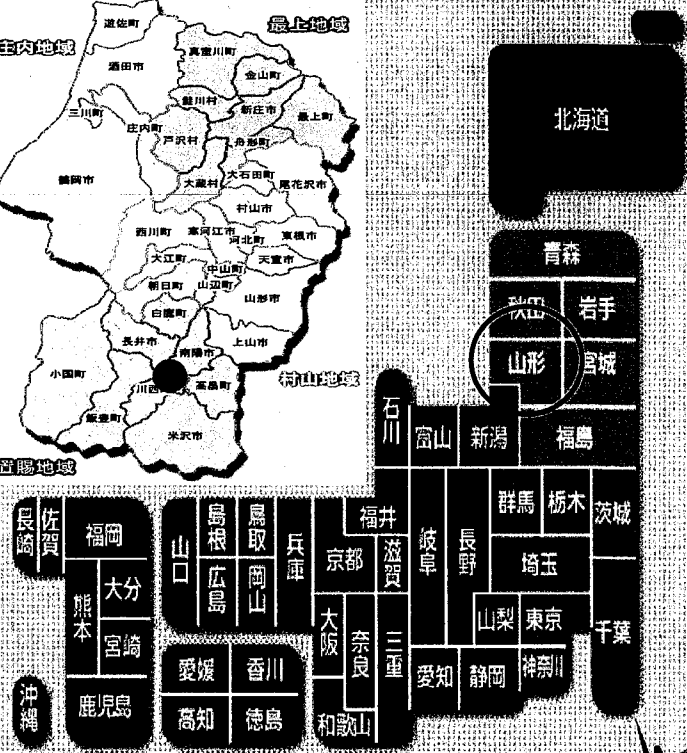 遊佐町
最上地域
真室川町
庄内地域
酒田市
金山町
鮭川村
新庄市
三川町
最上町
庄内町
戸沢村
舟形町
鶴岡市
大蔵村
大石田町
尾花沢市
村山市
西川町
寒河江市
河北町
東根市
大江町
天童市
中山町
朝日町
山辺町
山形市
白鷹町
長井市
上山市
南陽市
小国町
村山地域
川西
高畠町
飯豊町
米沢市
置賜地域
北海道
青森
秋田
岩手
山形
宮城
石川
富山
新潟
福島
長崎
佐賀
福岡
山口
島根
鳥取
兵庫
福井
岐阜
長野
群馬
栃木
茨城
京都
滋賀
埼玉
熊本
大分
広島
岡山
大阪
奈良
三重
山梨
東京
千葉
宮崎
愛媛
香川
愛知
静岡
神奈川
沖縄
鹿児島
高知
徳島
和歌山